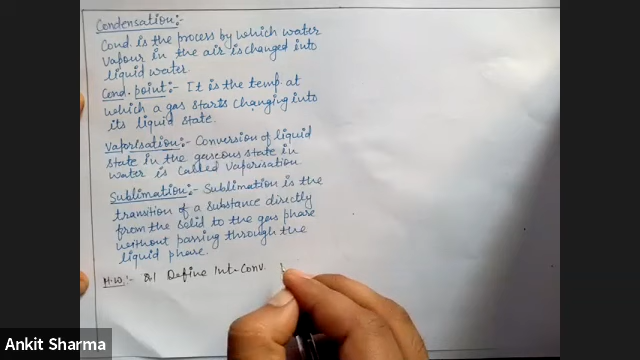 Condensation:-
Cond. is the process by which water
vapour in the air is changed into
liquid water.
Cond. point:- It is the temp. at
which a gas starts changing into
its liquid state.
Vaporisation:- Conversion of liquid
state in the gaseous state in
water is called Vaporisation.
Sublimation:- Sublimation is the
transition of a substance directly
from the solid to the gas phase
without passing through the
liquid phase.
H.W:- Q1 Define Int. Conv.
Ankit Sharma